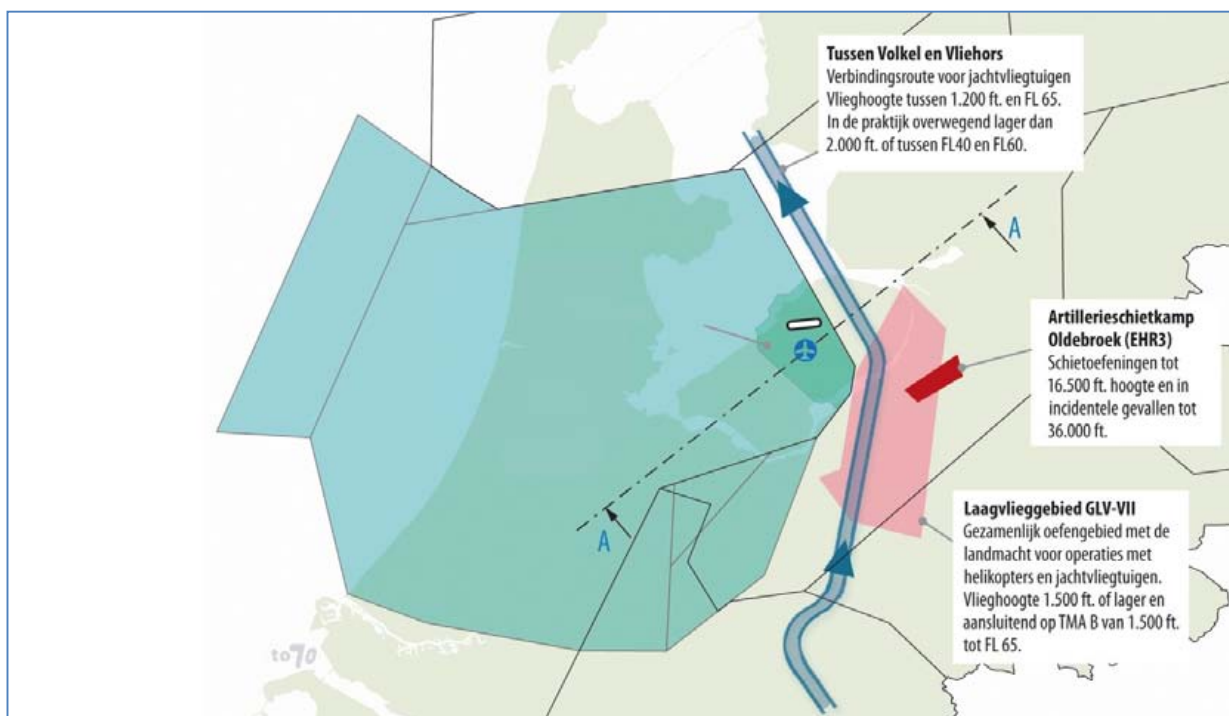 Tussen Volkel en Vliehors
Verbindingsroute voor jachtvliegtuigen
Vlieghoogte tussen 1.200 ft. en FL 65.
In de praktijk overwegend lager dan
2.000 ft. of tussen FL40 en FL60.
A
Artillerieschietkamp
Oldebroek (EHR3)
Schietoefeningen tot
16.500 ft. hoogte en in
incidentele gevallen tot
36.000 ft.
Laagvlieggebied GLV-VII
Gezamenlijk oefengebied met de
landmacht voor operaties met
helikopters en jachtvliegtuigen.
Vlieghoogte 1.500 ft. of lager en
aansluitend op TMA B van 1.500 ft.
tot FL 65.
A
to70